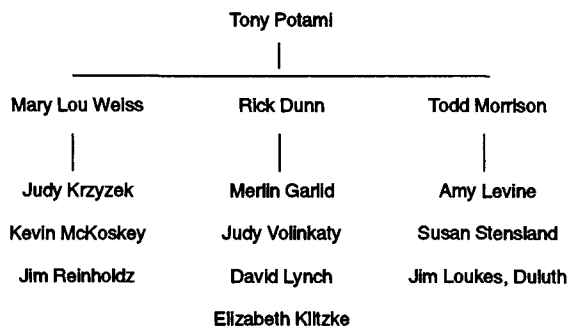 Tony Potami
Mary Lou Weiss Rick Dunn Todd Morrison
Judy Krzyzek Merlin Garlid Amy Levine
Kevin McKoskey Judy Volinkaty Susan Stensland
Jim Reinholdz David Lynch Jim Loukes, Duluth
Elizabeth Klitzke